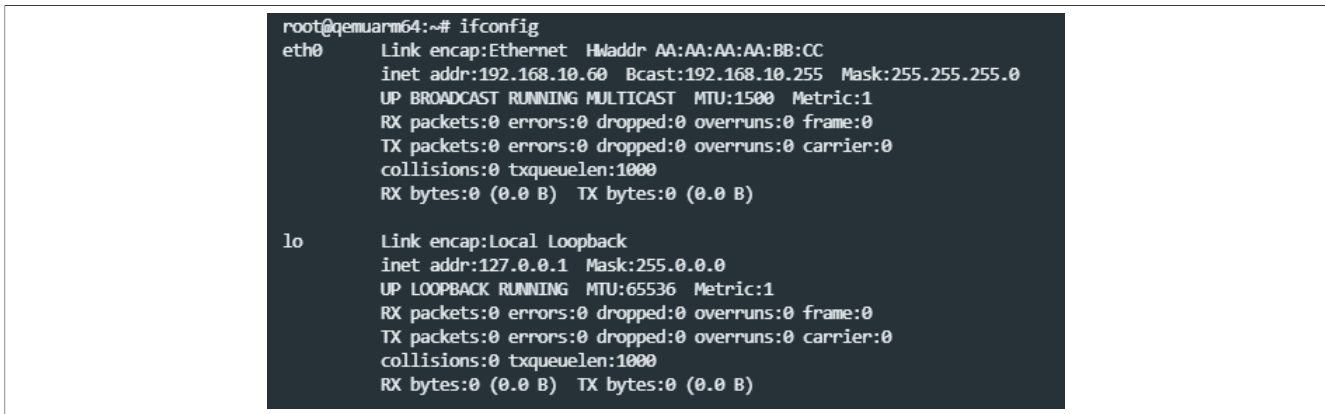 root@qemuarm64:~# ifconfig
eth0 Link encap:Ethernet HWaddr AA:AA:AA:AA:BB:CC
inet addr:192.168.10.60 Bcast:192.168.10.255 Mask:255.255.255.0
UP BROADCAST RUNNING MULTICAST MTU:1500 Metric:1
RX packets:0 errors:0 dropped:0 overruns:0 frame:0
TX packets:0 errors:0 dropped:0 overruns:0 carrier:0
collisions:0 txqueuelen:1000
RX bytes:0 (0.0 B) TX bytes:0 (0.0 B)
lo Link encap:Local Loopback
inet addr:127.0.0.1 Mask:255.0.0.0
UP LOOPBACK RUNNING MTU:65536 Metric:1
RX packets:0 errors:0 dropped:0 overruns:0 frame:0
TX packets:0 errors:0 dropped:0 overruns:0 carrier:0
collisions:0 txqueuelen:1000
RX bytes:0 (0.0 B) TX bytes:0 (0.0 B)